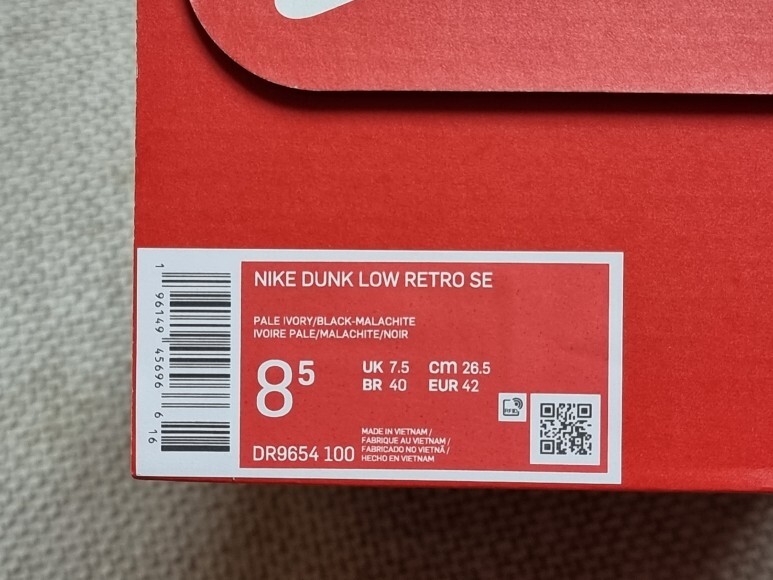 1 96149 45696 6 16
NIKE DUNK LOW RETRO SE
PALE IVORY/BLACK-MALACHITE
IVOIRE PALE/MALACHITE/NOIR
8⁵
UK 7.5 cm 26.5
BR 40 EUR 42
RFID
DR9654 100
MADE IN VIETNAM /
FABRIQUE AU VIETNAM /
FABRICADO NO VIETNÃ /
HECHO EN VIETNAM